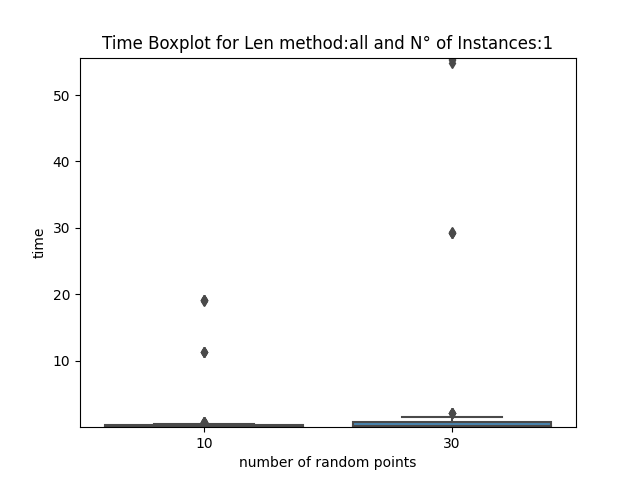 Time Boxplot for Len method:all and N° of Instances:1
50
40
30
20
10
time
10 30
number of random points